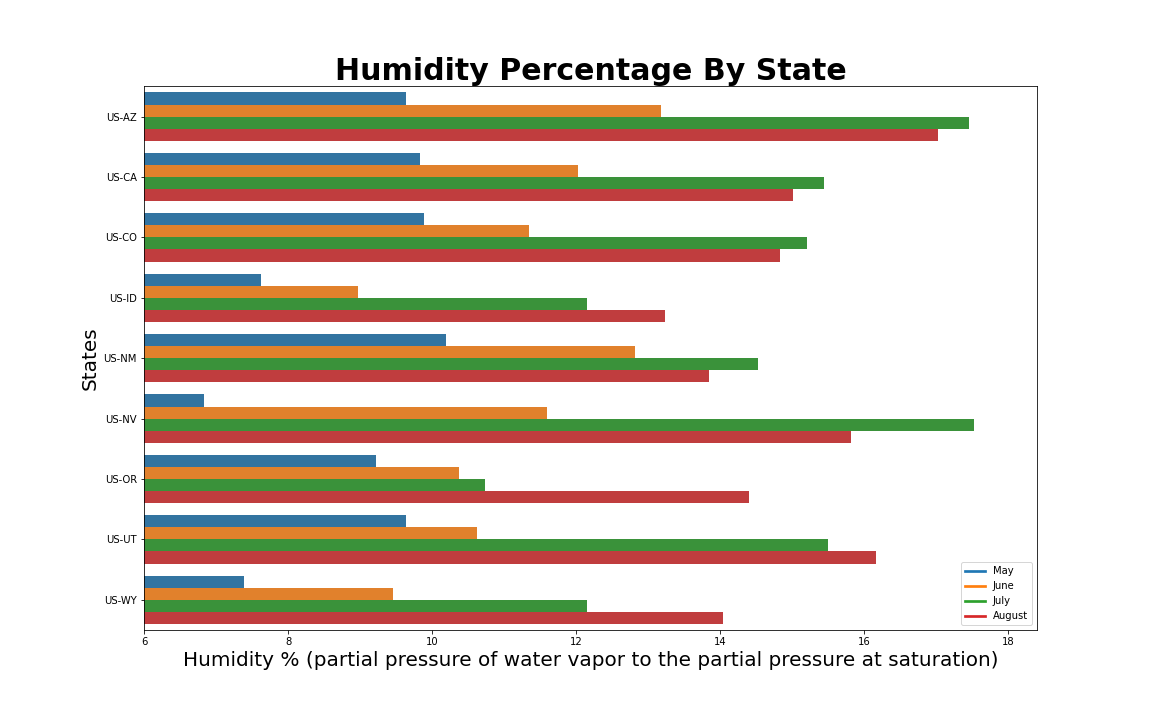 Humidity Percentage By State
US-AZ
US-CA
US-CO
US-ID
US-NM
US-NV
US-OR
US-UT
US-WY
States
May
June
July
August
6 8 10 12 14 16 18
Humidity % (partial pressure of water vapor to the partial pressure at saturation)